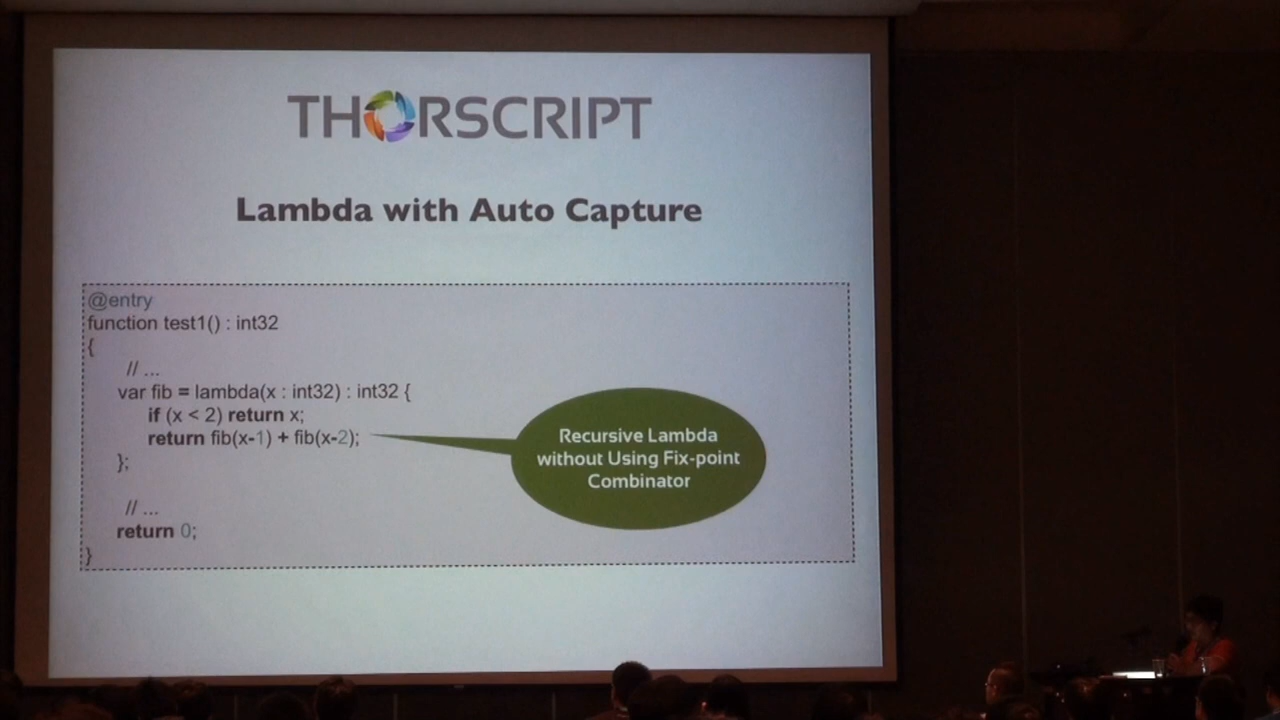 THORSCRIPT
Lambda with Auto Capture
@entry
function test1() : int32
{
// ...
var fib = lambda(x : int32) : int32 {
if (x < 2) return x;
return fib(x-1) + fib(x-2);
};
// ...
return 0;
}
Recursive Lambda
without Using Fix-point
Combinator